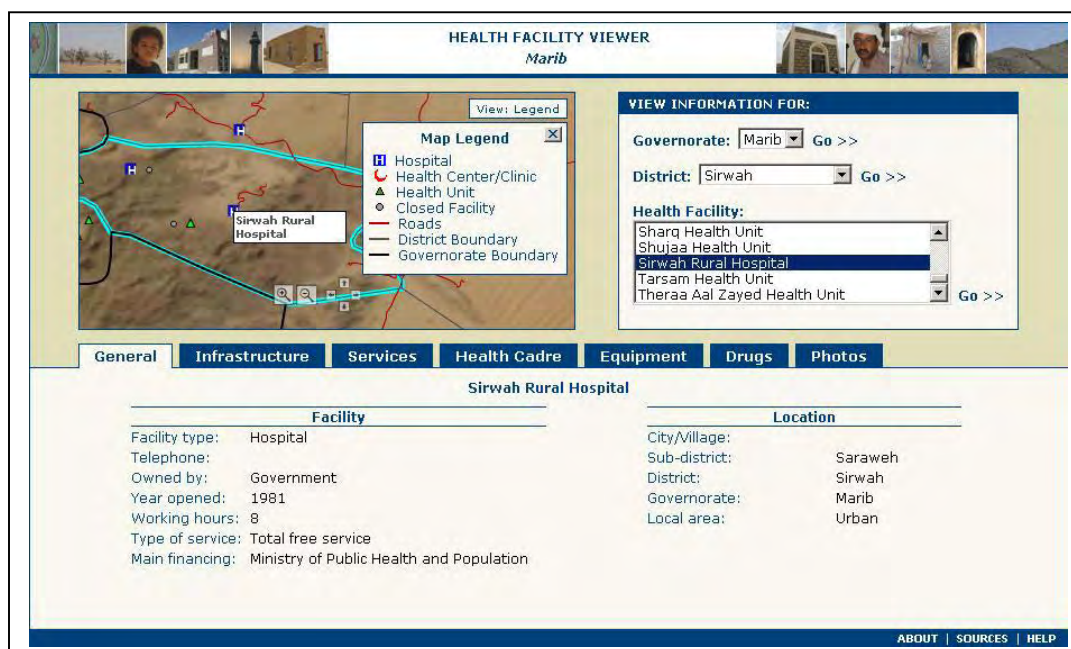 HEALTH FACILITY VIEWER
Marib
View: Legend
Map Legend
Hospital
Health Center/Clinic
Health Unit
Closed Facility
Roads
District Boundary
Governorate Boundary
Sirwah Rural
Hospital
VIEW INFORMATION FOR:
Governorate: Marib Go >>
District: Sirwah Go >>
Health Facility:
Sharq Health Unit
Shujaa Health Unit
Sirwah Rural Hospital
Tarsam Health Unit
Theraa Aal Zayed Health Unit
Go >>
General Infrastructure Services Health Cadre Equipment Drugs Photos
Sirwah Rural Hospital
Facility
Facility type: Hospital
Telephone:
Owned by: Government
Year opened: 1981
Working hours: 8
Type of service: Total free service
Main financing: Ministry of Public Health and Population
Location
City/Village:
Sub-district: Saraweh
District: Sirwah
Governorate: Marib
Local area: Urban
ABOUT | SOURCES | HELP